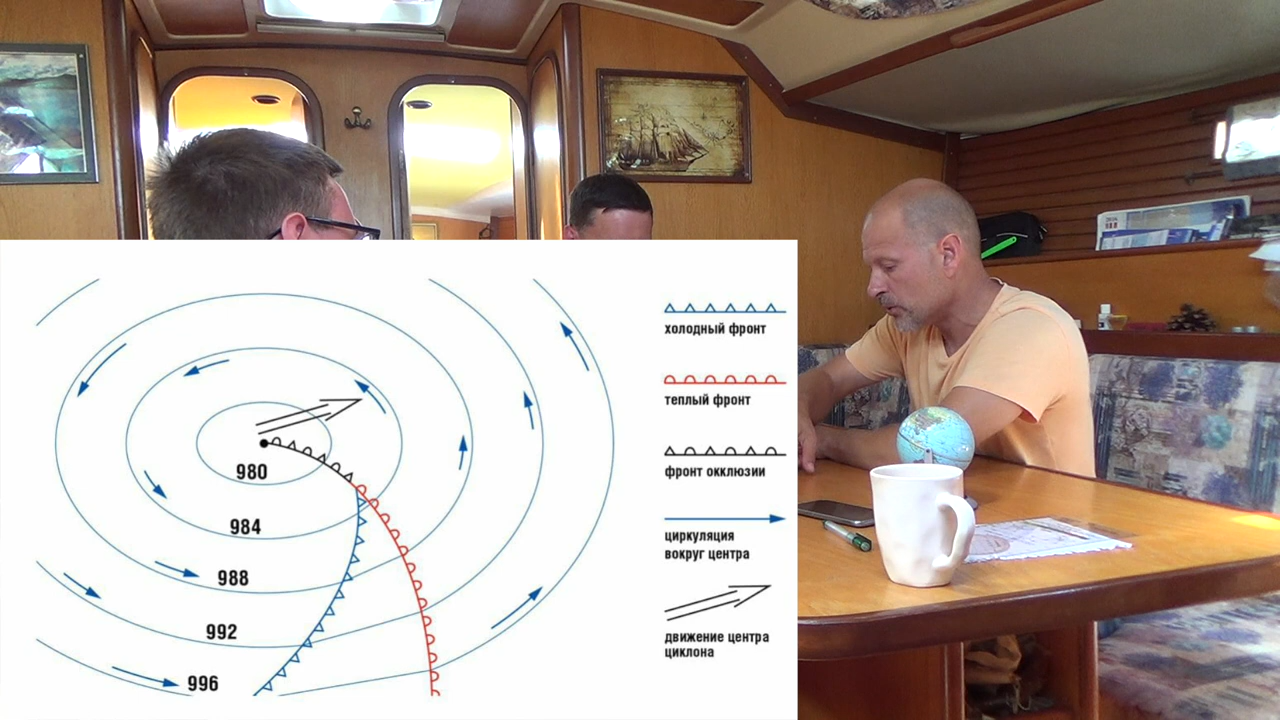 980
984
988
992
996
холодный фронт
теплый фронт
фронт окклюзии
циркуляция
вокруг центра
движение центра
циклона